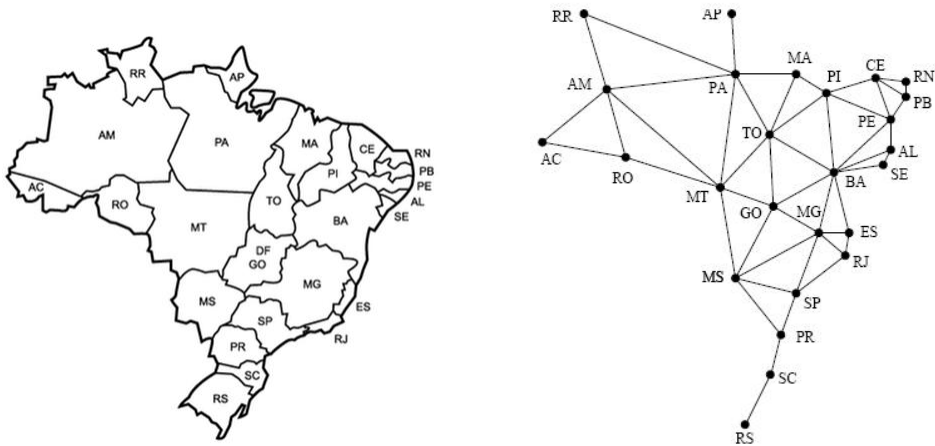 RR
AP
AM
PA
MA
CE
RN
PB
PI
PE
AL
SE
AC
RO
TO
BA
MT
DF
GO
MG
MS
ES
SP
RJ
PR
SC
RS
RR
AP
MA
CE
RN
PI
PB
AM
PA
PE
TO
AL
AC
RO
SE
BA
MT
GO
MG
ES
RJ
MS
SP
PR
SC
RS